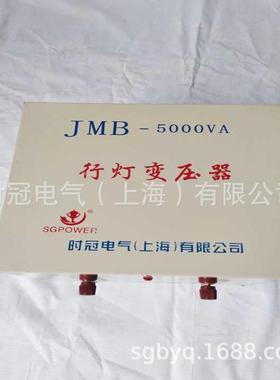 JMB - 5000VA
行灯变压器
时冠电气(上海)有限公司
SGPOWER
时冠电气(上海)有限公司
sgbyq.1688.com